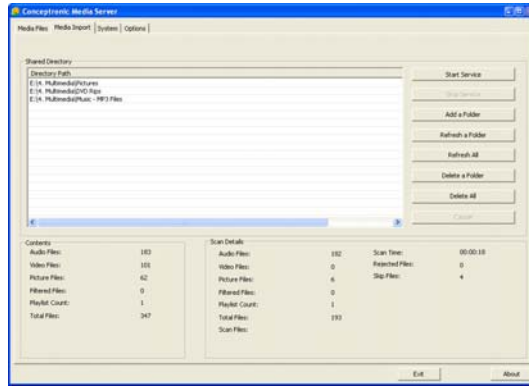 Conceptronic Media Server
Media Files Media Import System Options
Shared Directory
Directory Path
E:\4. Multimedia\Pictures
E:\4. Multimedia\DVD Rips
E:\4. Multimedia\Music - MP3 Files
Start Service
Stop Service
Add a Folder
Refresh a Folder
Refresh All
Delete a Folder
Delete All
Cancel
Contents
Audio Files: 183
Video Files: 101
Picture Files: 62
Filtered Files: 0
Playlist Count: 1
Total Files: 347
Scan Details
Audio Files: 192
Video Files: 0
Picture Files: 6
Filtered Files: 0
Playlist Count: 1
Total Files: 193
Scan Files:
Scan Time: 00:00:10
Rejected Files: 0
Skip Files: 4
Exit About